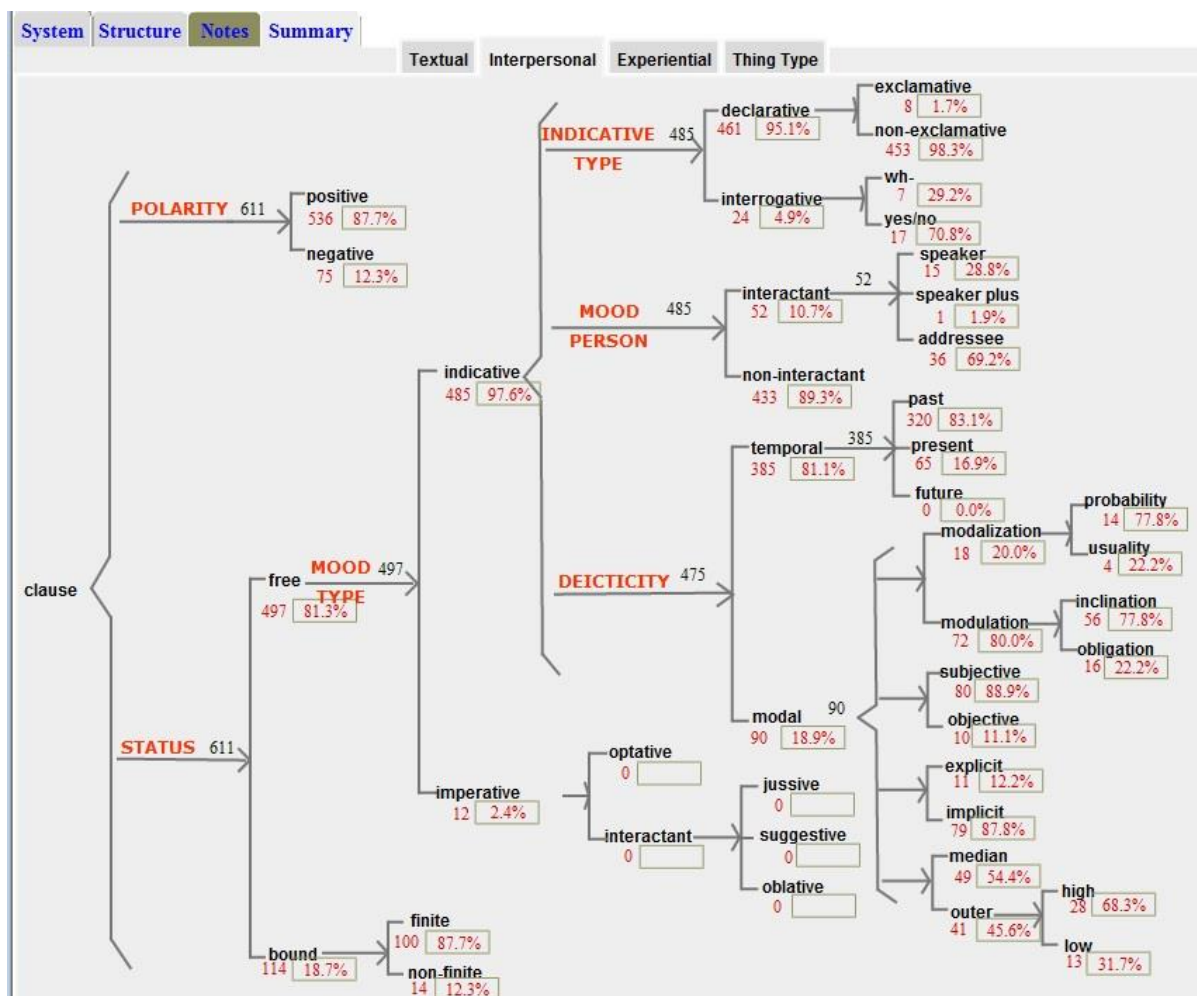 System Structure Notes Summary
Textual Interpersonal Experiential Thing Type
clause
POLARITY 611
positive
536 87.7%
negative
75 12.3%
STATUS 611
free
497 81.3%
MOOD 497
TYPE
indicative
485 97.6%
INDICATIVE 485
TYPE
declarative
461 95.1%
exclamative
8 1.7%
non-exclamative
453 98.3%
interrogative
24 4.9%
wh-
7 29.2%
yes/no
17 70.8%
MOOD 485
PERSON
interactant
52 10.7%
52
speaker
15 28.8%
speaker plus
1 1.9%
addressee
36 69.2%
non-interactant
433 89.3%
DEICTICITY 475
temporal
385 81.1%
385
past
320 83.1%
present
65 16.9%
future
0 0.0%
modal
90 18.9%
90
modalization
18 20.0%
probability
14 77.8%
usuality
4 22.2%
modulation
72 80.0%
inclination
56 77.8%
obligation
16 22.2%
subjective
80 88.9%
objective
10 11.1%
explicit
11 12.2%
implicit
79 87.8%
median
49 54.4%
outer
41 45.6%
high
28 68.3%
low
13 31.7%
imperative
12 2.4%
optative
0
interactant
0
jussive
0
suggestive
0
oblative
0
bound
114 18.7%
finite
100 87.7%
non-finite
14 12.3%